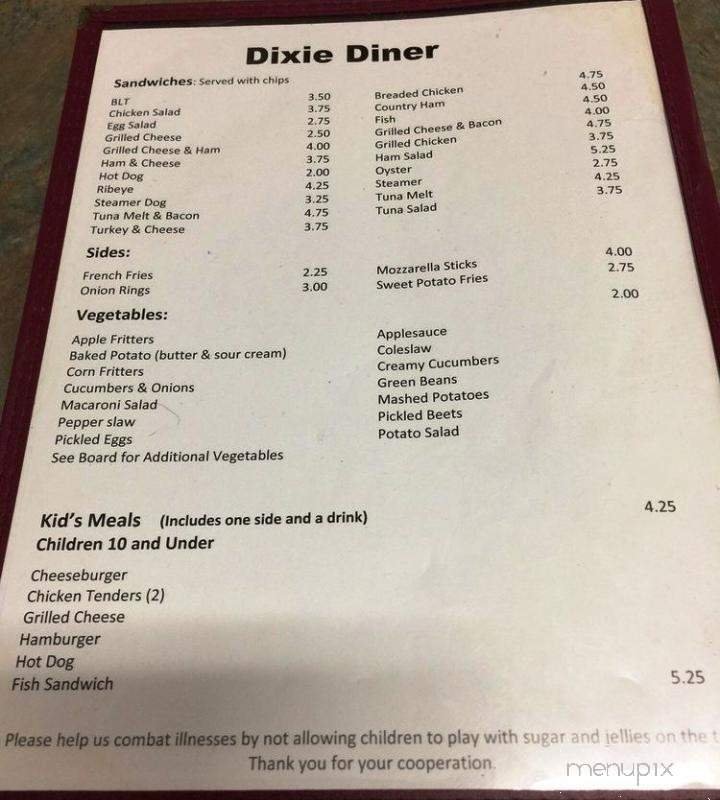 Dixie Diner
Sandwiches: Served with chips
BLT 3.50
Chicken Salad 3.75
Egg Salad 2.75
Grilled Cheese 2.50
Grilled Cheese & Ham 4.00
Ham & Cheese 3.75
Hot Dog 2.00
Ribeye 4.25
Steamer Dog 3.25
Tuna Melt & Bacon 4.75
Turkey & Cheese 3.75
Breaded Chicken 4.75
Country Ham 4.50
Fish 4.50
Grilled Cheese & Bacon 4.00
Grilled Chicken 4.75
Ham Salad 3.75
Oyster 5.25
Steamer 2.75
Tuna Melt 4.25
Tuna Salad 3.75
Sides:
French Fries 2.25
Onion Rings 3.00
Mozzarella Sticks 4.00
Sweet Potato Fries 2.75
Vegetables: 2.00
Apple Fritters
Baked Potato (butter & sour cream)
Corn Fritters
Cucumbers & Onions
Macaroni Salad
Pepper slaw
Pickled Eggs
See Board for Additional Vegetables
Applesauce
Coleslaw
Creamy Cucumbers
Green Beans
Mashed Potatoes
Pickled Beets
Potato Salad
Kid's Meals (Includes one side and a drink) 4.25
Children 10 and Under
Cheeseburger
Chicken Tenders (2)
Grilled Cheese
Hamburger
Hot Dog
Fish Sandwich 5.25
Please help us combat illnesses by not allowing children to play with sugar and jellies on the
Thank you for your cooperation.
menupix